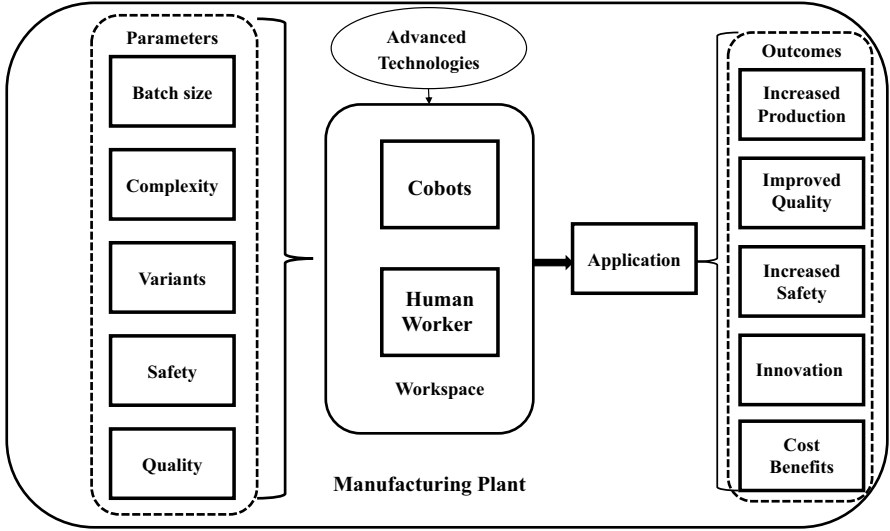 Parameters
Batch size
Complexity
Variants
Safety
Quality
Advanced
Technologies
Cobots
Human
Worker
Workspace
Manufacturing Plant
Application
Outcomes
Increased
Production
Improved
Quality
Increased
Safety
Innovation
Cost
Benefits